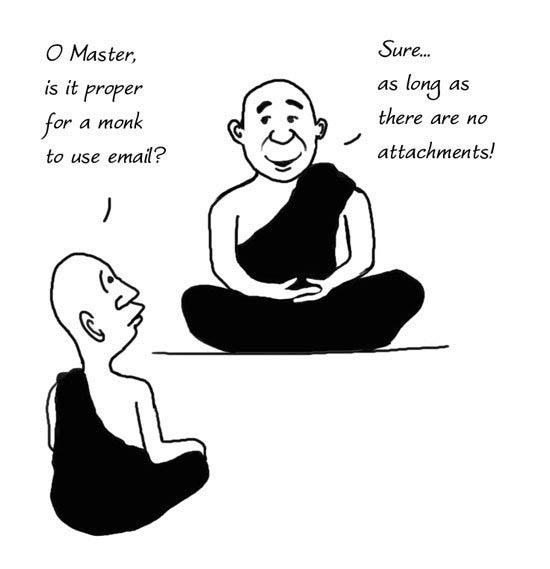 O Master,
is it proper
for a monk
to use email?
Sure...
as long as
there are no
attachments!